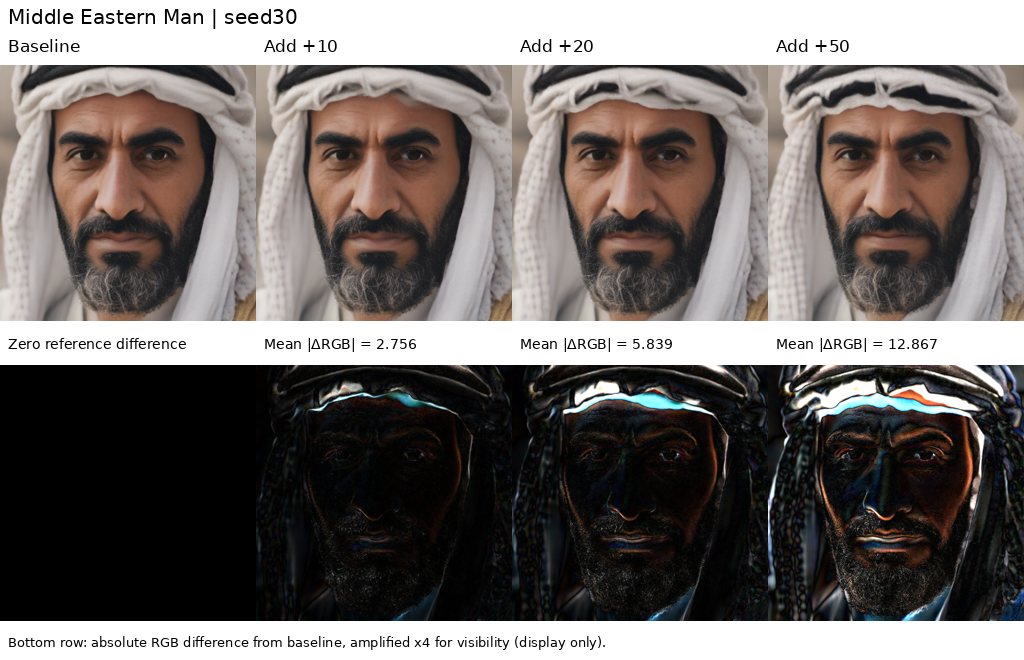 Middle Eastern Man | seed30
Baseline
Add +10
Add +20
Add +50
Zero reference difference
Mean |ΔRGB| = 2.756
Mean |ΔRGB| = 5.839
Mean |ΔRGB| = 12.867
Bottom row: absolute RGB difference from baseline, amplified x4 for visibility (display only).